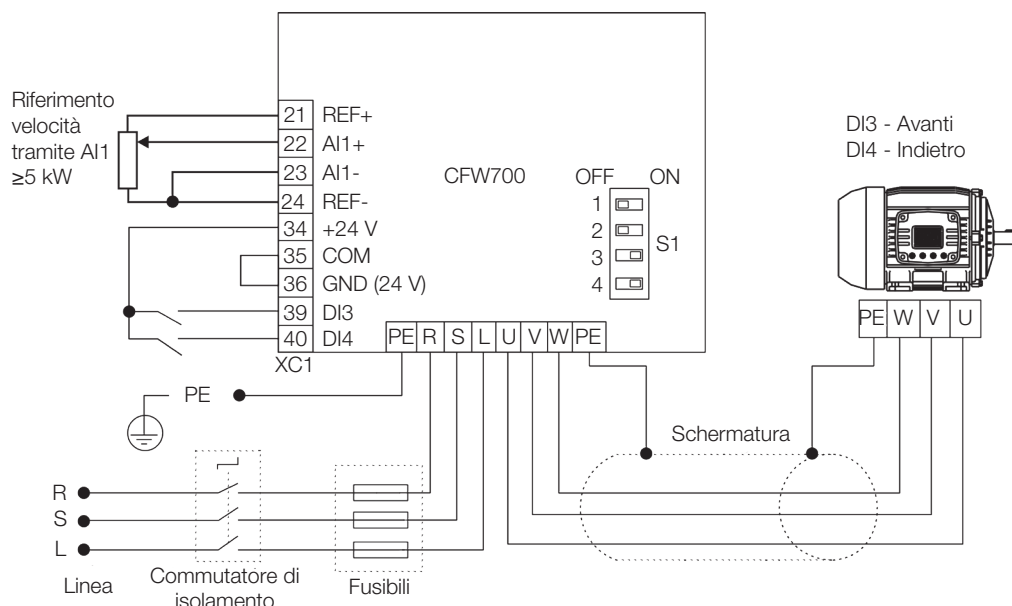 Riferimento
velocità
tramite AI1
≥5 kW
21 REF+
22 AI1+
23 AI1-
24 REF-
34 +24 V
35 COM
36 GND (24 V)
39 DI3
40 DI4
XC1
CFW700
OFF ON
1
2
3
4
S1
DI3 - Avanti
DI4 - Indietro
PE R S L U V W PE
PE W V U
PE
Schermatura
R
S
L
Linea
Commutatore di
isolamento
Fusibili